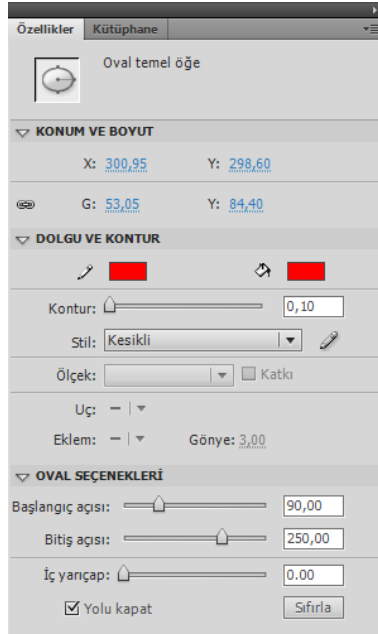 Özellikler Kütüphane
Oval temel öğe
KONUM VE BOYUT
X: 300,95 Y: 298,60
G: 53,05 Y: 84,40
DOLGU VE KONTUR
Kontur: 0,10
Stil: Kesikli
Ölçek: Katkı
Uç:
Eklem: Gönye: 3,00
OVAL SEÇENEKLERİ
Başlangıç açısı: 90,00
Bitiş açısı: 250,00
İç yarıçap: 0.00
Yolu kapat Sıfırla